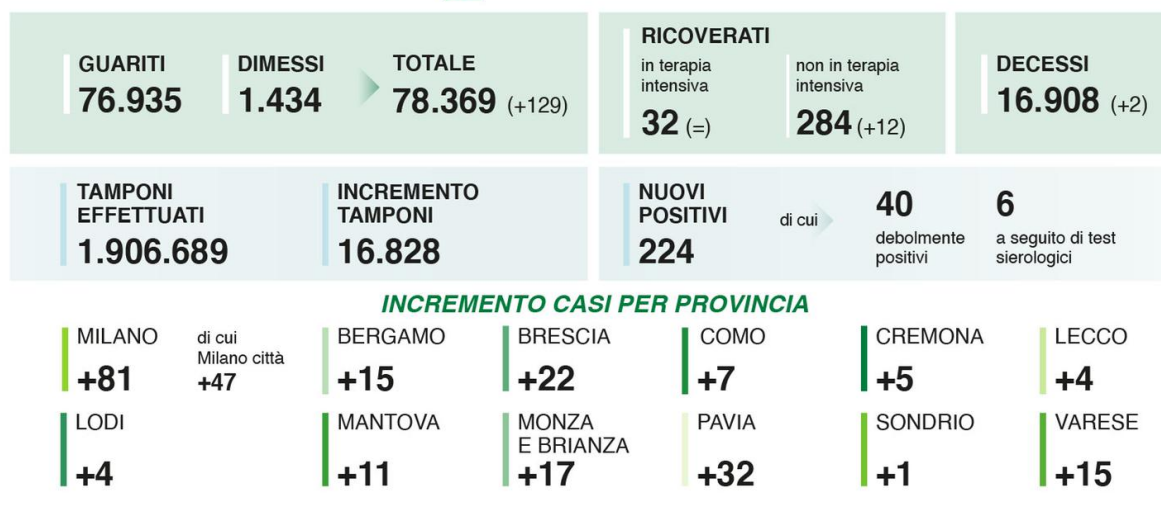 GUARITI
76.935
DIMESSI
1.434
TOTALE
78.369 (+129)
RICOVERATI
in terapia
intensiva
32 (=)
non in terapia
intensiva
284 (+12)
DECESSI
16.908 (+2)
TAMPONI
EFFETTUATI
1.906.689
INCREMENTO
TAMPONI
16.828
NUOVI
POSITIVI
224
di cui
40
debolmente
positivi
6
a seguito di test
sierologici
INCREMENTO CASI PER PROVINCIA
MILANO
+81
di cui
Milano città
+47
BERGAMO
+15
BRESCIA
+22
COMO
+7
CREMONA
+5
LECCO
+4
LODI
+4
MANTOVA
+11
MONZA
E BRIANZA
+17
PAVIA
+32
SONDRIO
+1
VARESE
+15